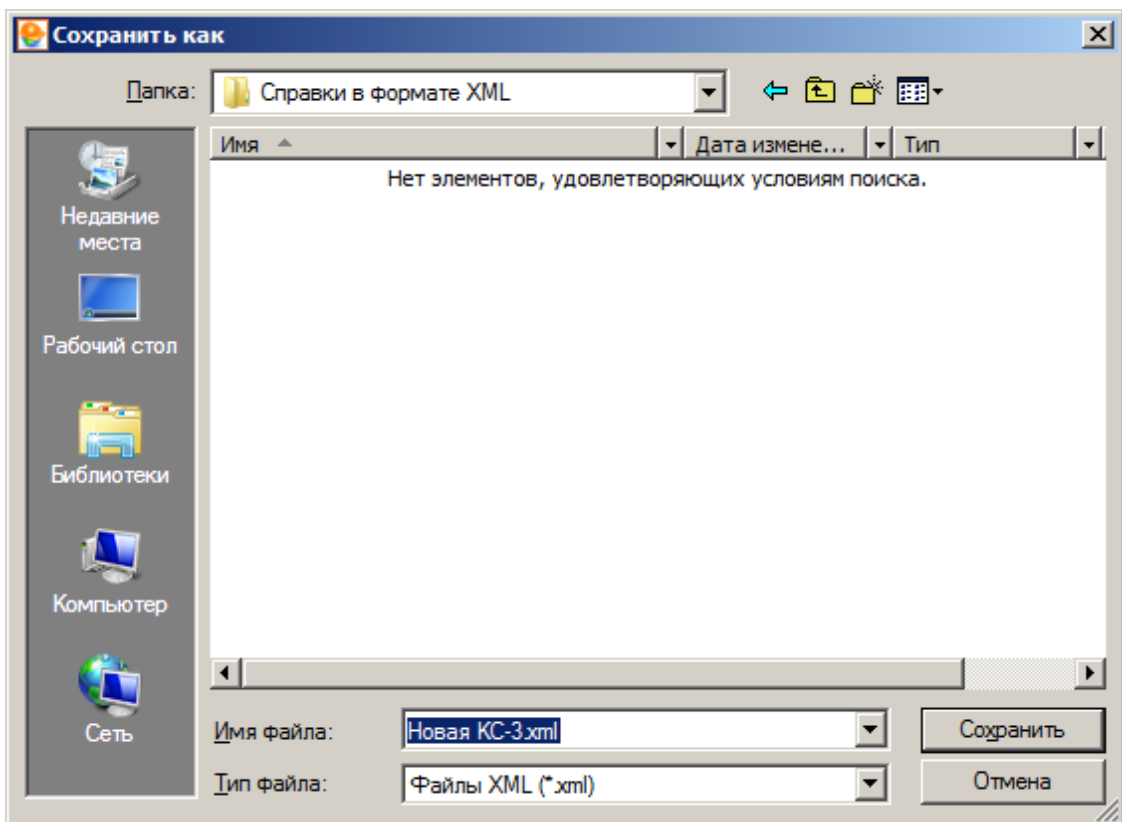 Сохранить как
Папка: Справки в формате XML
Имя Дата измене... Тип
Нет элементов, удовлетворяющих условиям поиска.
Недавние
места
Рабочий стол
Библиотеки
Компьютер
Сеть
Имя файла: Новая КС-3.xml Сохранить
Тип файла: Файлы XML (*.xml) Отмена